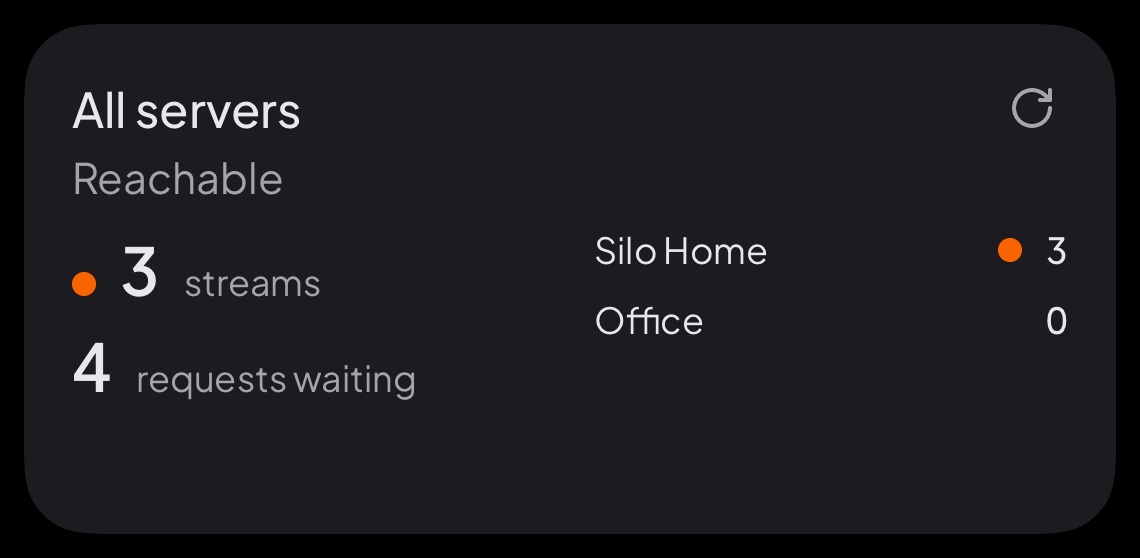 All servers
Reachable
3 streams
4 requests waiting
Silo Home 3
Office 0